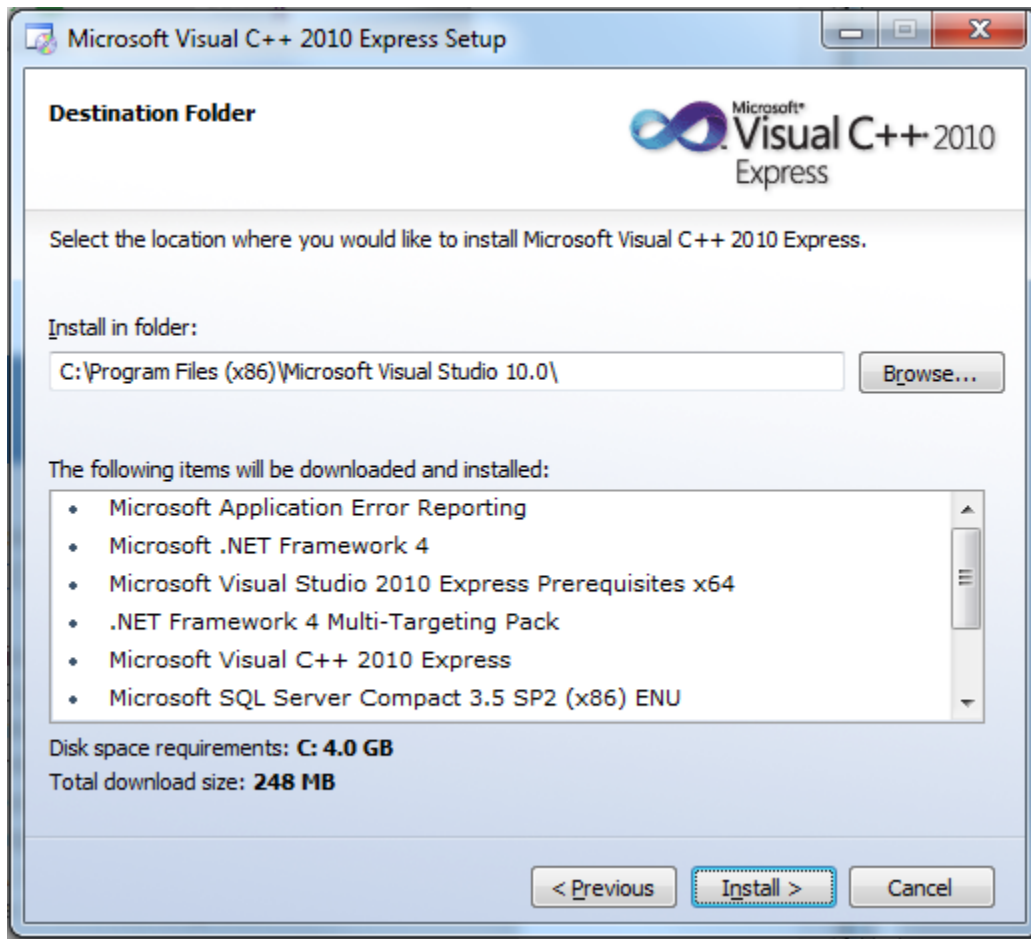 Microsoft Visual C++ 2010 Express Setup
Destination Folder
Microsoft®
Visual C++ 2010
Express
Select the location where you would like to install Microsoft Visual C++ 2010 Express.
Install in folder:
C:\Program Files (x86)\Microsoft Visual Studio 10.0\
Browse...
The following items will be downloaded and installed:
• Microsoft Application Error Reporting
• Microsoft .NET Framework 4
• Microsoft Visual Studio 2010 Express Prerequisites x64
• .NET Framework 4 Multi-Targeting Pack
• Microsoft Visual C++ 2010 Express
• Microsoft SQL Server Compact 3.5 SP2 (x86) ENU
Disk space requirements: C: 4.0 GB
Total download size: 248 MB
< Previous
Install >
Cancel